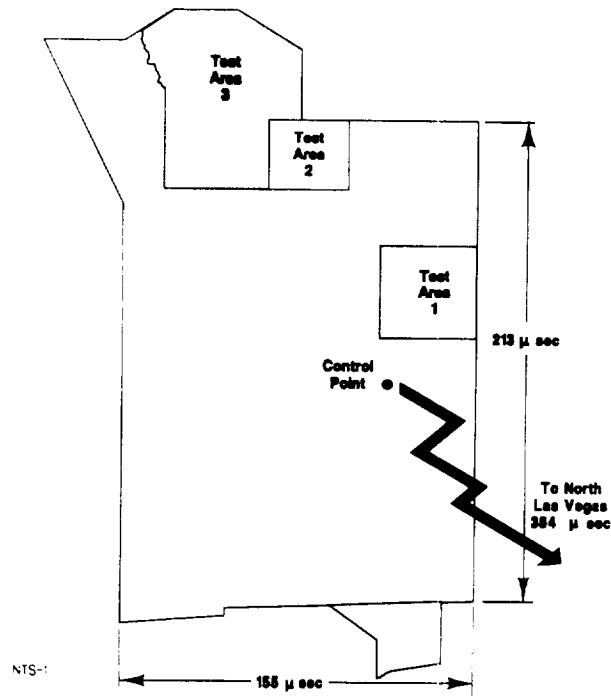 Test
Area
3
Test
Area
2
Test
Area
1
213 μ sec
Control
Point
To North
Las Vegas
384 μ sec
155 μ sec